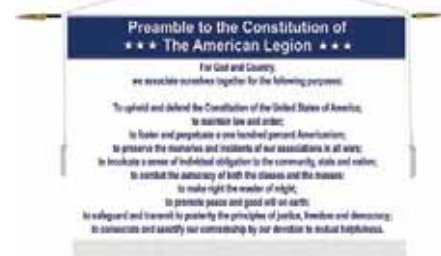 Preamble to the Constitution of
★ ★ ★ The American Legion ★ ★ ★
For God and Country,
we associate ourselves together for the following purposes:
To uphold and defend the Constitution of the United States of America;
to maintain law and order;
to foster and perpetuate a one hundred percent Americanism;
to preserve the memories and incidents of our associations in all wars;
to inculcate a sense of individual obligation to the community, state and nation;
to combat the autocracy of both the classes and the masses;
to make right the master of might;
to promote peace and good will on earth;
to safeguard and transmit to posterity the principles of justice, freedom and democracy;
to consecrate and sanctify our comradeship by our devotion to mutual helpfulness.